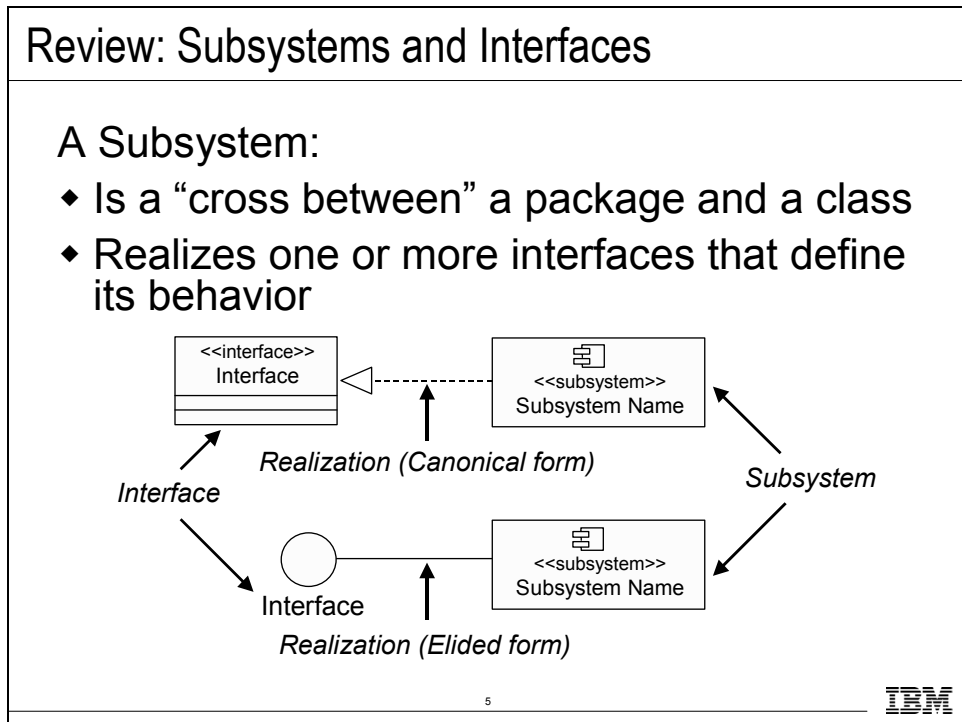 Review: Subsystems and Interfaces
A Subsystem:
◆ Is a “cross between” a package and a class
◆ Realizes one or more interfaces that define
its behavior
<<interface>>
Interface
<<subsystem>>
Subsystem Name
Realization (Canonical form)
Interface
Subsystem
<<subsystem>>
Subsystem Name
Interface
Realization (Elided form)
5
IBM